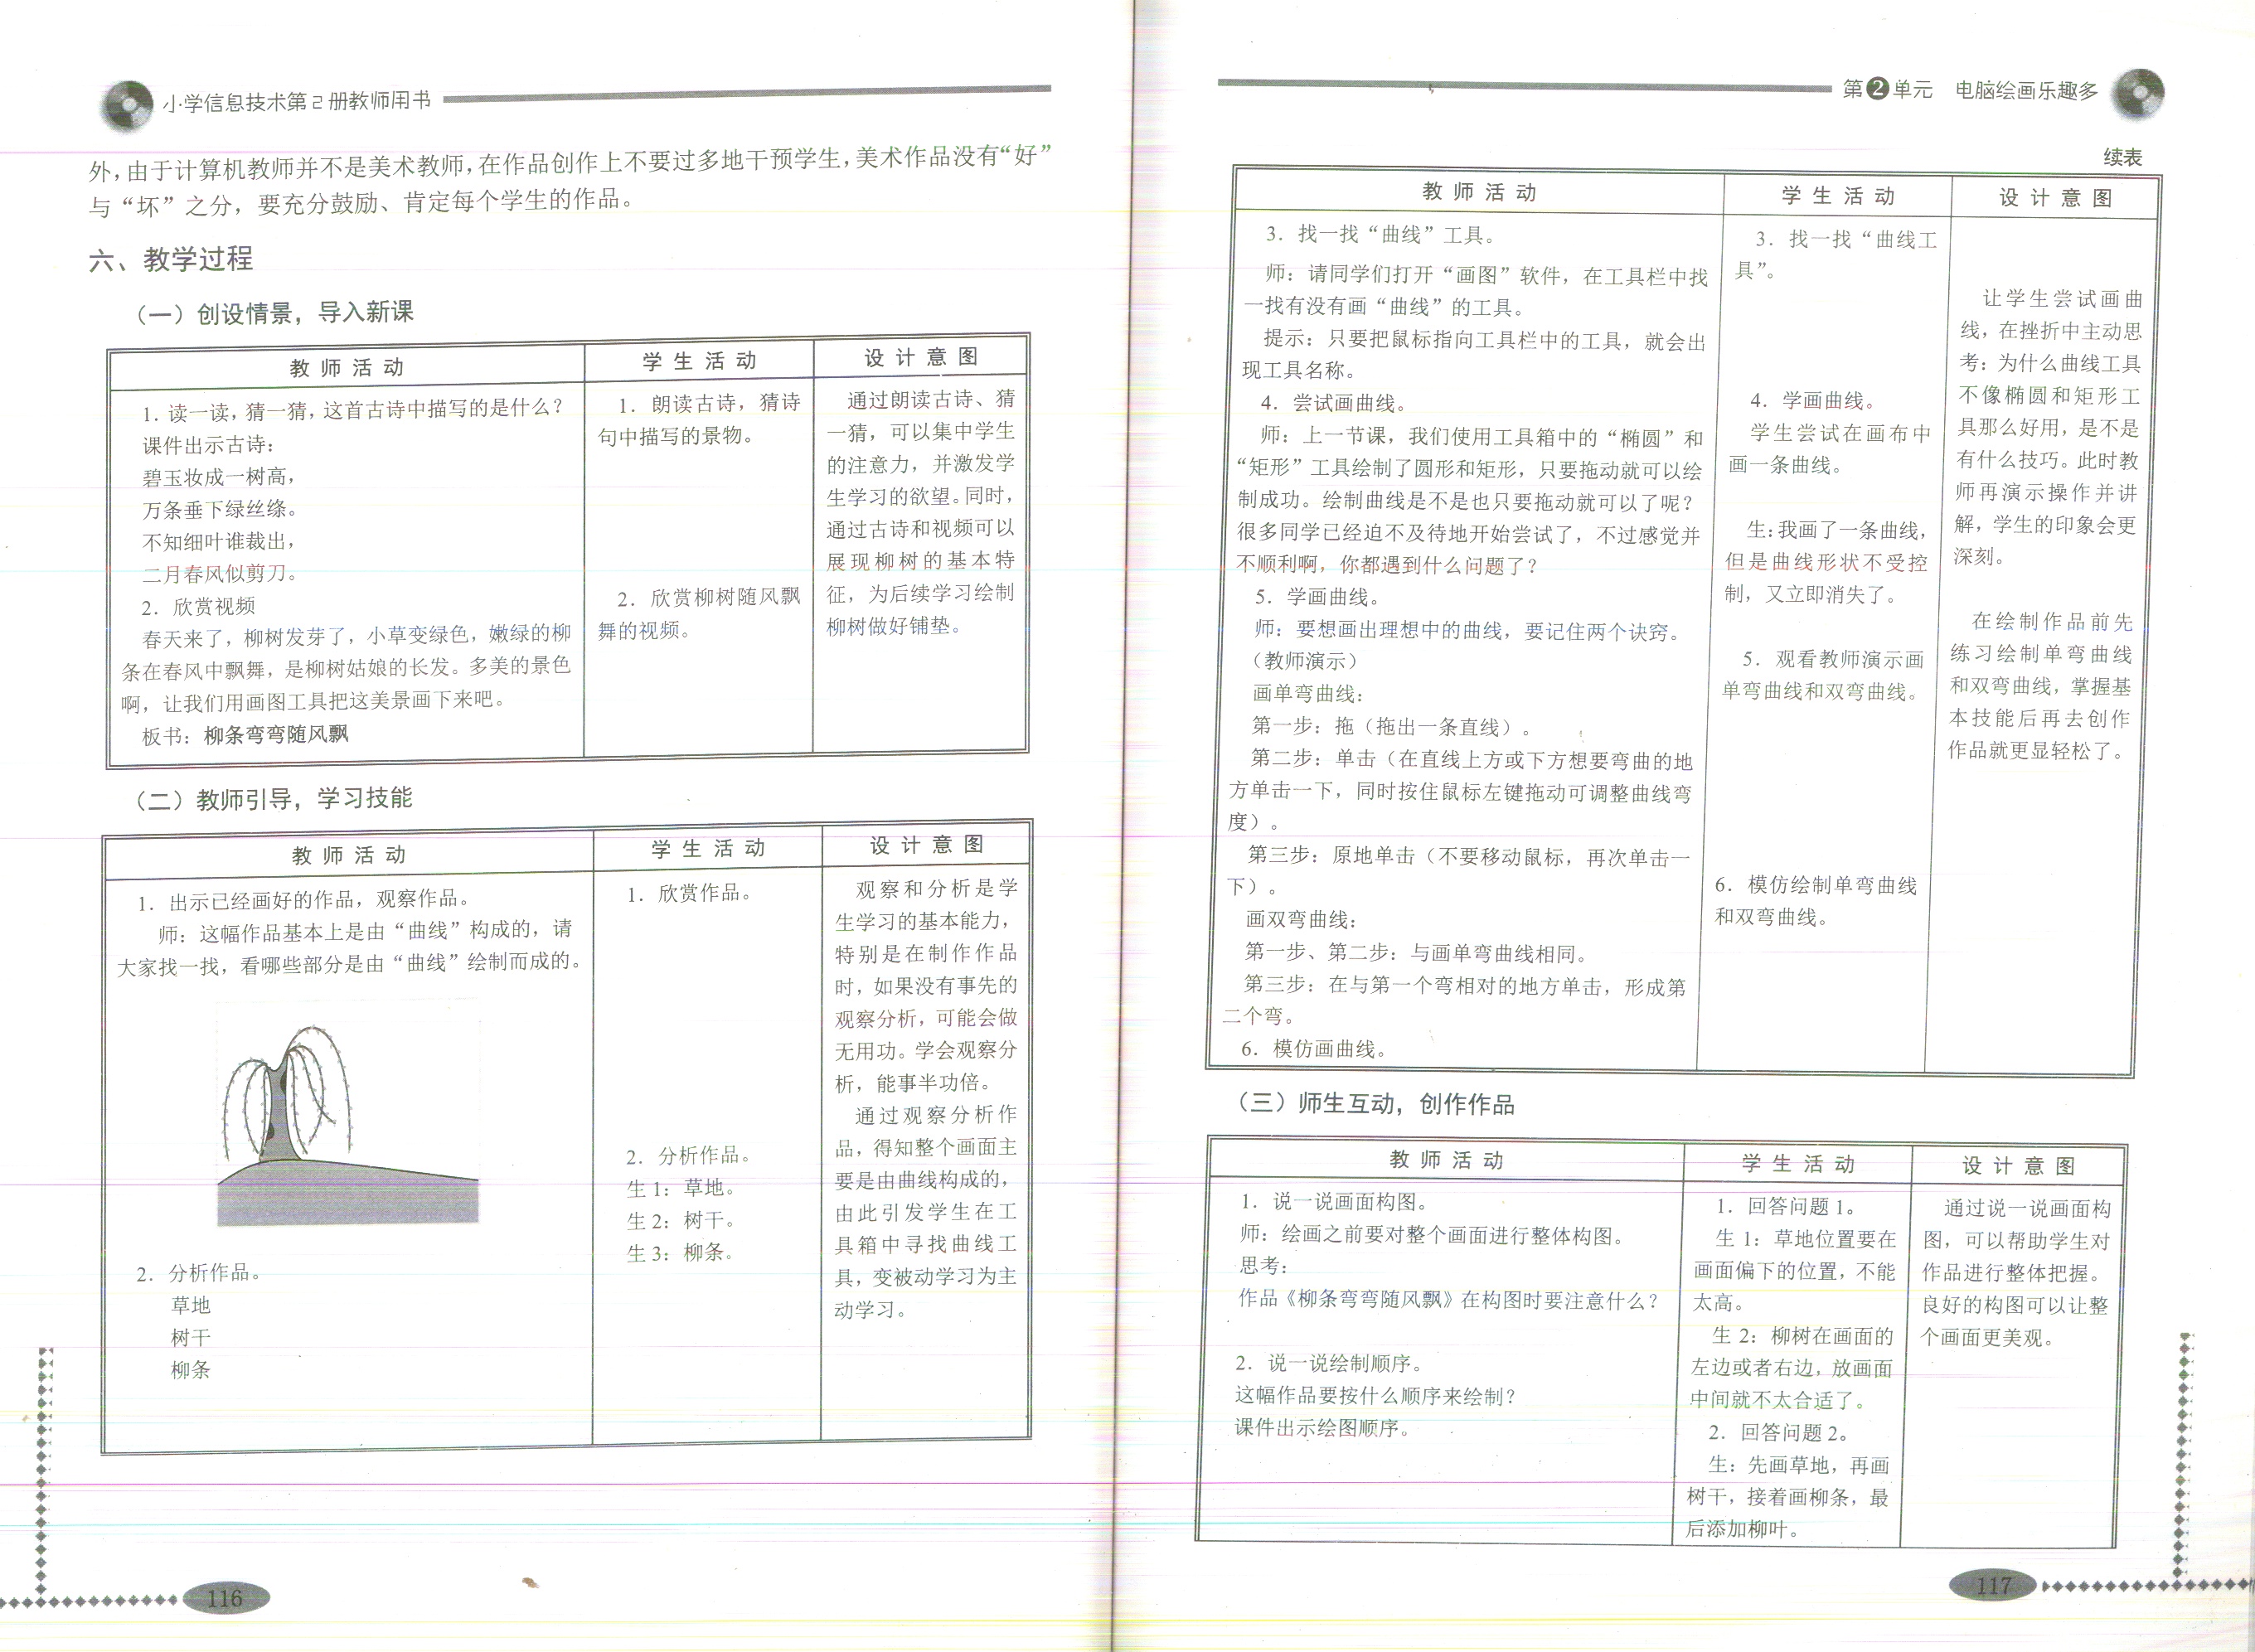 小学信息技术第2册教师用书
外，由于计算机教师并不是美术教师，在作品创作上不要过多地干预学生，美术作品没有“好”
与“坏”之分，要充分鼓励、肯定每个学生的作品。
六、教学过程
（一）创设情景，导入新课
教师活动
学生活动
设计意图
1. 读一读，猜一猜，这首古诗中描写的是什么？
课件出示古诗：
碧玉妆成一树高，
万条垂下绿丝绦。
不知细叶谁裁出，
二月春风似剪刀。
2. 欣赏视频
春天来了，柳树发芽了，小草变绿色，嫩绿的柳
条在春风中飘舞，是柳树姑娘的长发。多美的景色
啊，让我们用画图工具把这美景画下来吧。
板书：柳条弯弯随风飘
1. 朗读古诗，猜诗
句中描写的景物。
2. 欣赏柳树随风飘
舞的视频。
通过朗读古诗、猜
一猜，可以集中学生
的注意力，并激发学
生学习的欲望。同时，
通过古诗和视频可以
展现柳树的基本特
征，为后续学习绘制
柳树做好铺垫。
（二）教师引导，学习技能
教师活动
学生活动
设计意图
1. 出示已经画好的作品，观察作品。
师：这幅作品基本上是由“曲线”构成的，请
大家找一找，看哪些部分是由“曲线”绘制而成的。
2. 分析作品。
草地
树干
柳条
1. 欣赏作品。
2. 分析作品。
生1：草地。
生2：树干。
生3：柳条。
观察和分析是学
生学习的基本能力，
特别是在制作作品
时，如果没有事先的
观察分析，可能会做
无用功。学会观察分
析，能事半功倍。
通过观察分析作
品，得知整个画面主
要是由曲线构成的，
由此引发学生在工
具箱中寻找曲线工
具，变被动学习为主
动学习。
116
第2单元 电脑绘画乐趣多
续表
教师活动
学生活动
设计意图
3. 找一找“曲线”工具。
师：请同学们打开“画图”软件，在工具栏中找
一找有没有画“曲线”的工具。
提示：只要把鼠标指向工具栏中的工具，就会出
现工具名称。
4. 尝试画曲线。
师：上一节课，我们使用工具箱中的“椭圆”和
“矩形”工具绘制了圆形和矩形，只要拖动就可以绘
制成功。绘制曲线是不是也只要拖动就可以了呢？
很多同学已经迫不及待地开始尝试了，不过感觉并
不顺利啊，你都遇到什么问题了？
5. 学画曲线。
师：要想画出理想中的曲线，要记住两个诀窍。
（教师演示）
画单弯曲线：
第一步：拖（拖出一条直线）。
第二步：单击（在直线上方或下方想要弯曲的地
方单击一下，同时按住鼠标左键拖动可调整曲线弯
度）。
第三步：原地单击（不要移动鼠标，再次单击一
下）。
画双弯曲线：
第一步、第二步：与画单弯曲线相同。
第三步：在与第一个弯相对的地方单击，形成第
二个弯。
6. 模仿画曲线。
3. 找一找“曲线工
具”。
4. 学画曲线。
学生尝试在画布中
画一条曲线。
生：我画了一条曲线，
但是曲线形状不受控
制，又立即消失了。
5. 观看教师演示画
单弯曲线和双弯曲线。
6. 模仿绘制单弯曲线
和双弯曲线。
让学生尝试画曲
线，在挫折中主动思
考：为什么曲线工具
不像椭圆和矩形工
具那么好用，是不是
有什么技巧。此时教
师再演示操作并讲
解，学生的印象会更
深刻。
在绘制作品前先
练习绘制单弯曲线
和双弯曲线，掌握基
本技能后再去创作
作品就更显轻松了。
（三）师生互动，创作作品
教师活动
学生活动
设计意图
1. 说一说画面构图。
师：绘画之前要对整个画面进行整体构图。
思考：
作品《柳条弯弯随风飘》在构图时要注意什么？
2. 说一说绘制顺序。
这幅作品要按什么顺序来绘制？
课件出示绘图顺序。
1. 回答问题1。
生1：草地位置要在
画面偏下的位置，不能
太高。
生2：柳树在画面的
左边或者右边，放画面
中间就不太合适了。
2. 回答问题2。
生：先画草地，再画
树干，接着画柳条，最
后添加柳叶。
通过说一说画面构
图，可以帮助学生对
作品进行整体把握。
良好的构图可以让整
个画面更美观。
117